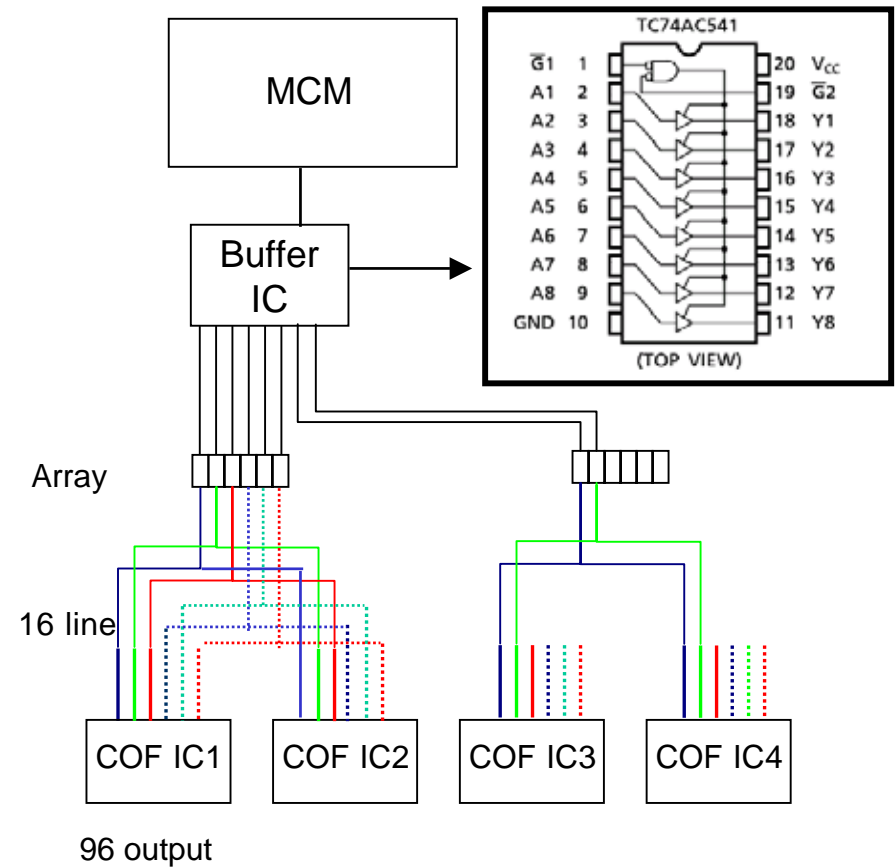 MCM
TC74AC541
G1 1
A1 2
A2 3
A3 4
A4 5
A5 6
A6 7
A7 8
A8 9
GND 10
20 VCC
19 G2
18 Y1
17 Y2
16 Y3
15 Y4
14 Y5
13 Y6
12 Y7
11 Y8
(TOP VIEW)
Buffer
IC
Array
16 line
COF IC1
COF IC2
COF IC3
COF IC4
96 output